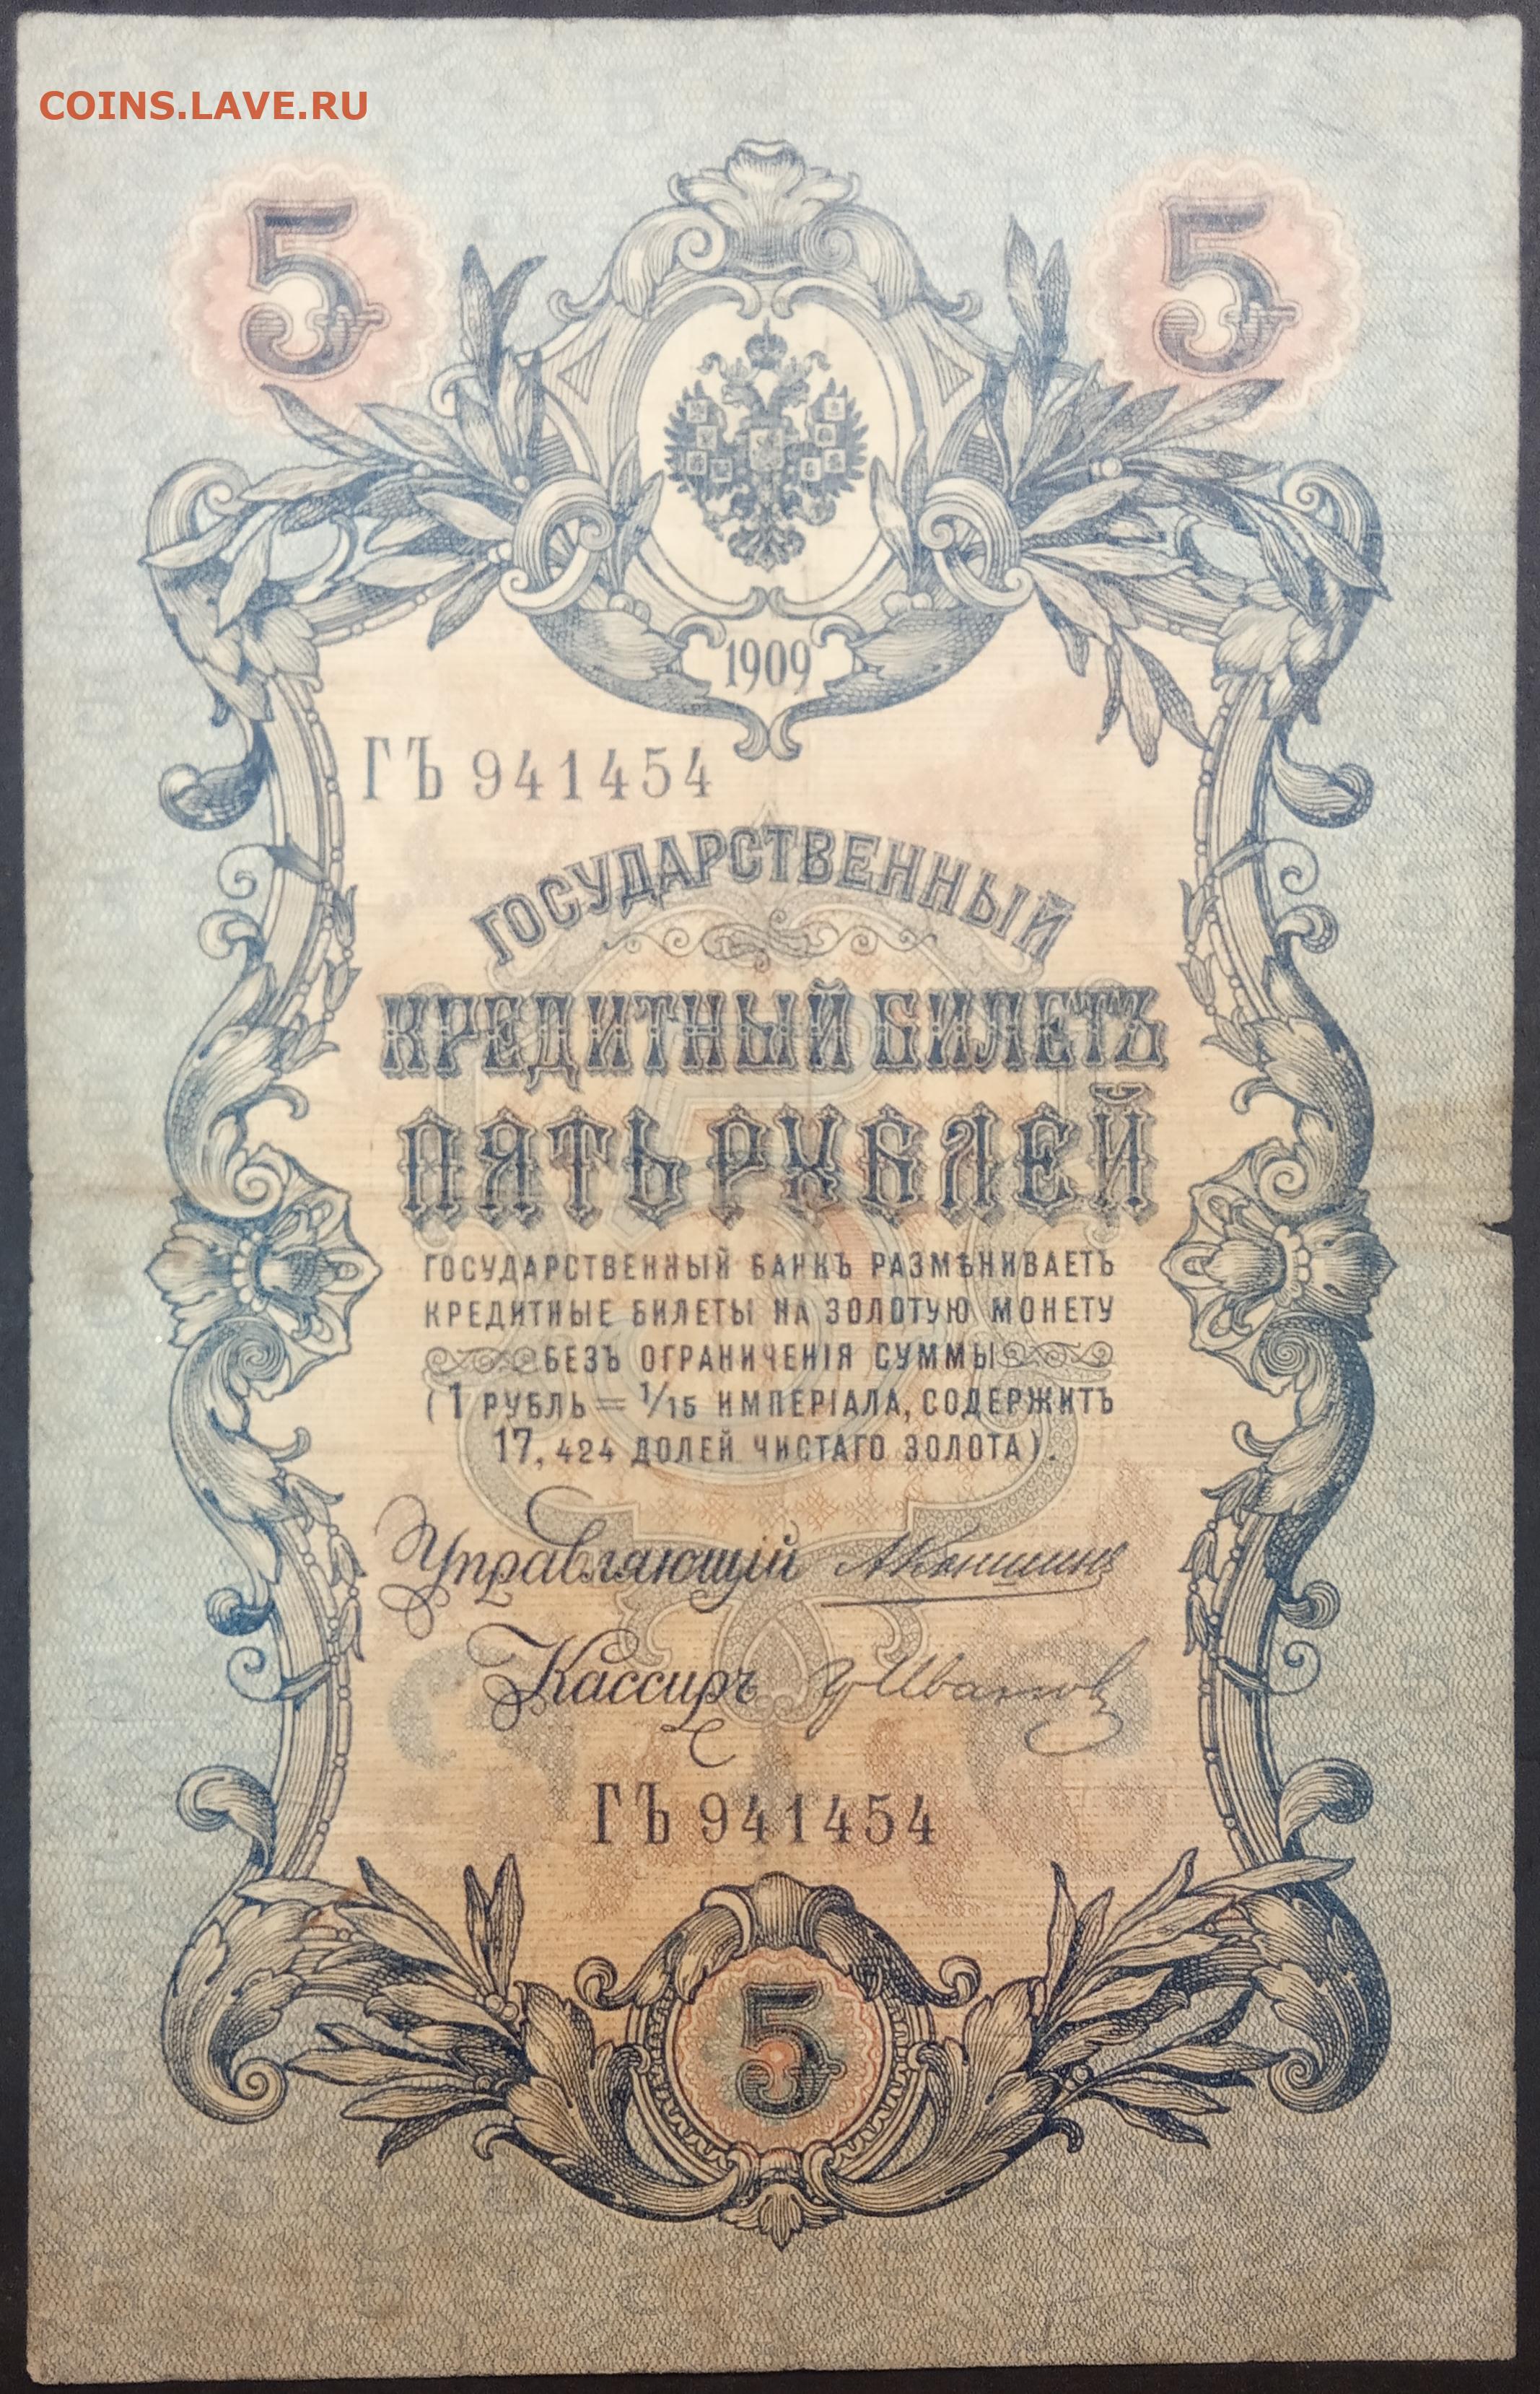 COINS.LAVE.RU
5 5
1909
ГЪ 941454
ГОСУДАРСТВЕННЫЙ
КРЕДИТНЫЙ БИЛЕТЪ
ПЯТЬ РУБЛЕЙ
ГОСУДАРСТВЕННЫЙ БАНКЪ РАЗМѢНИВАЕТЪ
КРЕДИТНЫЕ БИЛЕТЫ НА ЗОЛОТУЮ МОНЕТУ
БЕЗЪ ОГРАНИЧЕНІЯ СУММЫ
(1 РУБЛЬ = 1/15 ИМПЕРІАЛА, СОДЕРЖИТЪ
17,424 ДОЛЕЙ ЧИСТАГО ЗОЛОТА).
Управляющій АКоншинъ
Кассиръ ГрИвановъ
ГЪ 941454
5